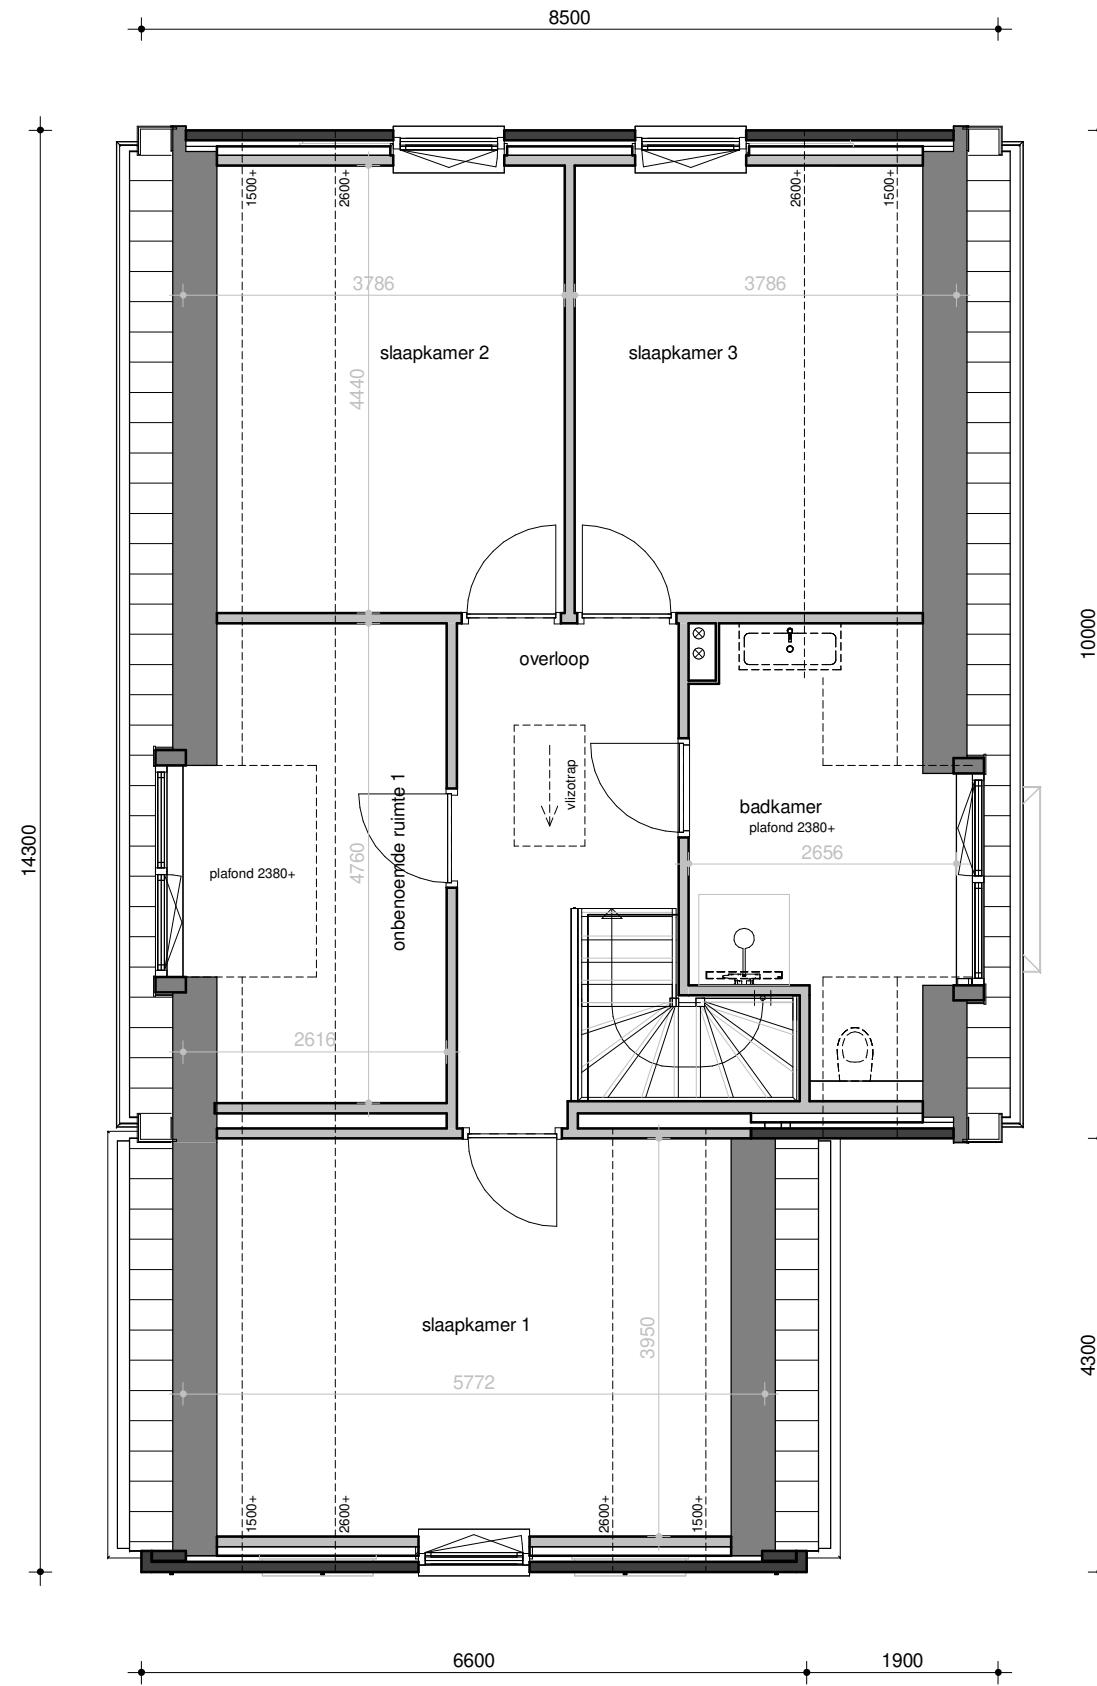 8500
1500+
2600+
2600+
1500+
3786
3786
slaapkamer 2
slaapkamer 3
4440
10000
overloop
vlizotrap
onbenoemde ruimte 1
badkamer
plafond 2380+
2656
14300
4760
plafond 2380+
2616
slaapkamer 1
3950
4300
5772
1500+
2600+
2600+
1500+
6600
1900